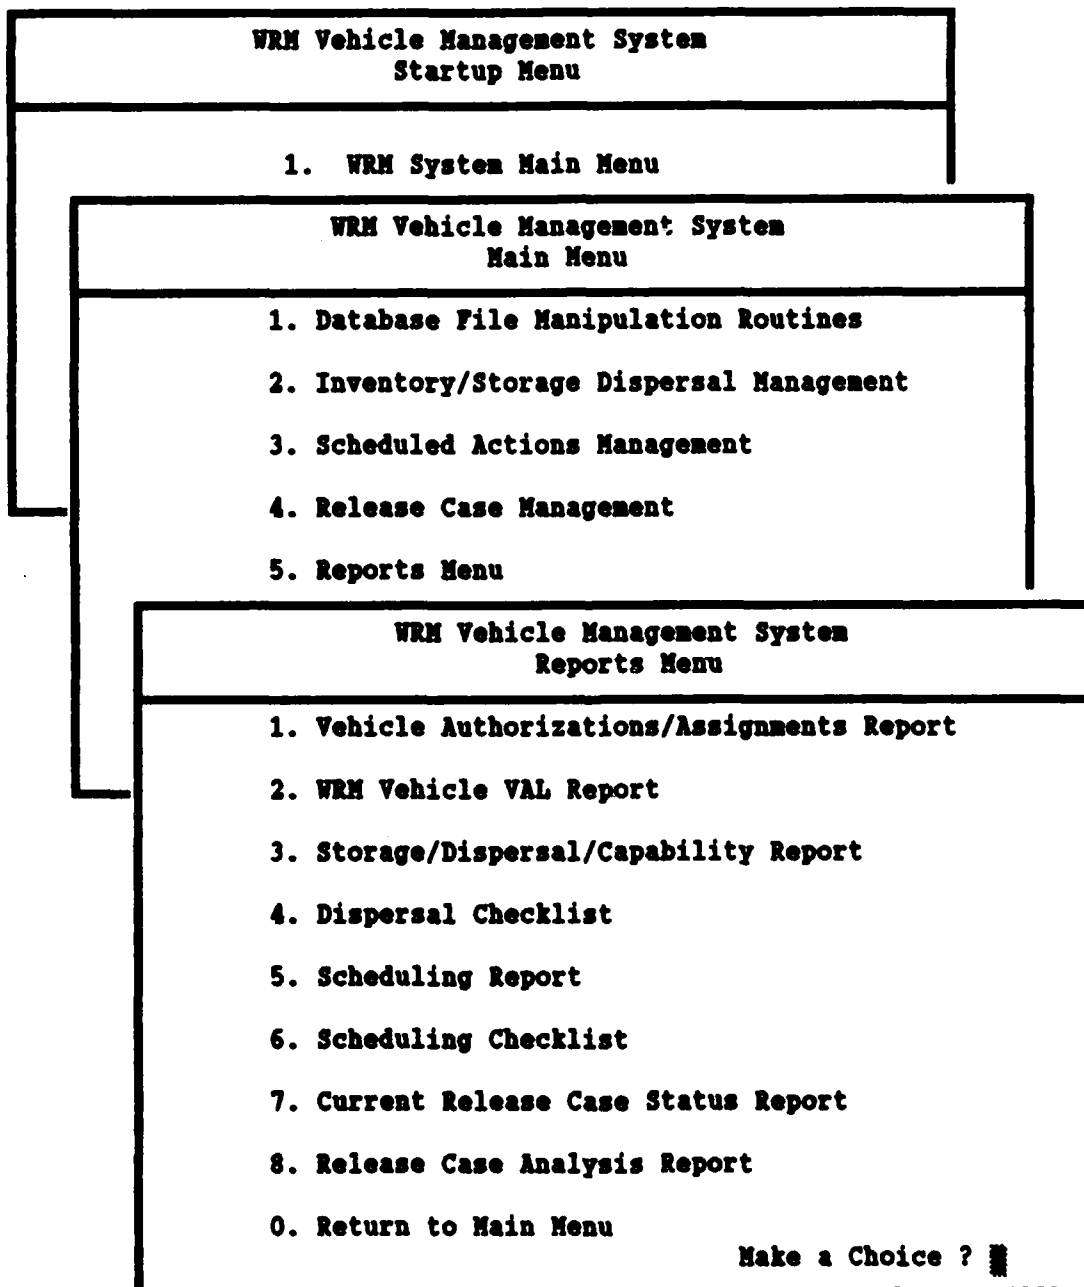 WRM Vehicle Management System
Startup Menu
1. WRM System Main Menu
WRM Vehicle Management System
Main Menu
1. Database File Manipulation Routines
2. Inventory/Storage Dispersal Management
3. Scheduled Actions Management
4. Release Case Management
5. Reports Menu
WRM Vehicle Management System
Reports Menu
1. Vehicle Authorizations/Assignments Report
2. WRM Vehicle VAL Report
3. Storage/Dispersal/Capability Report
4. Dispersal Checklist
5. Scheduling Report
6. Scheduling Checklist
7. Current Release Case Status Report
8. Release Case Analysis Report
0. Return to Main Menu
Make a Choice ?